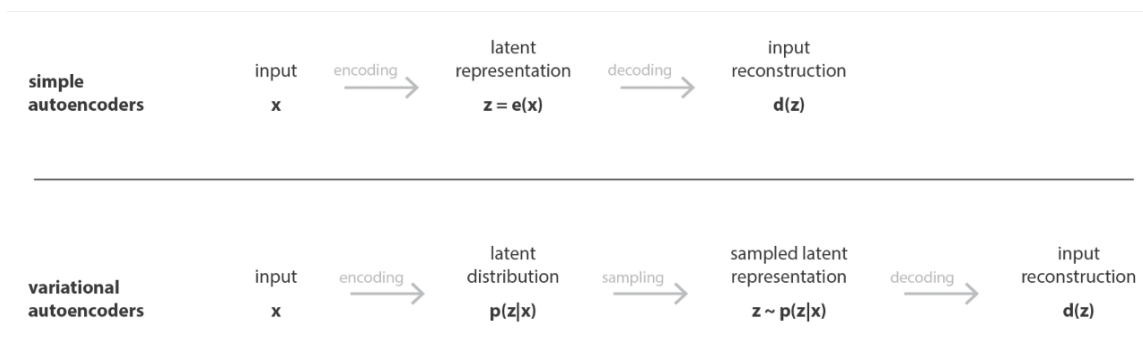 simple
autoencoders
input
x
encoding
latent
representation
z = e(x)
decoding
input
reconstruction
d(z)
variational
autoencoders
input
x
encoding
latent
distribution
p(z|x)
sampling
sampled latent
representation
z ~ p(z|x)
decoding
input
reconstruction
d(z)